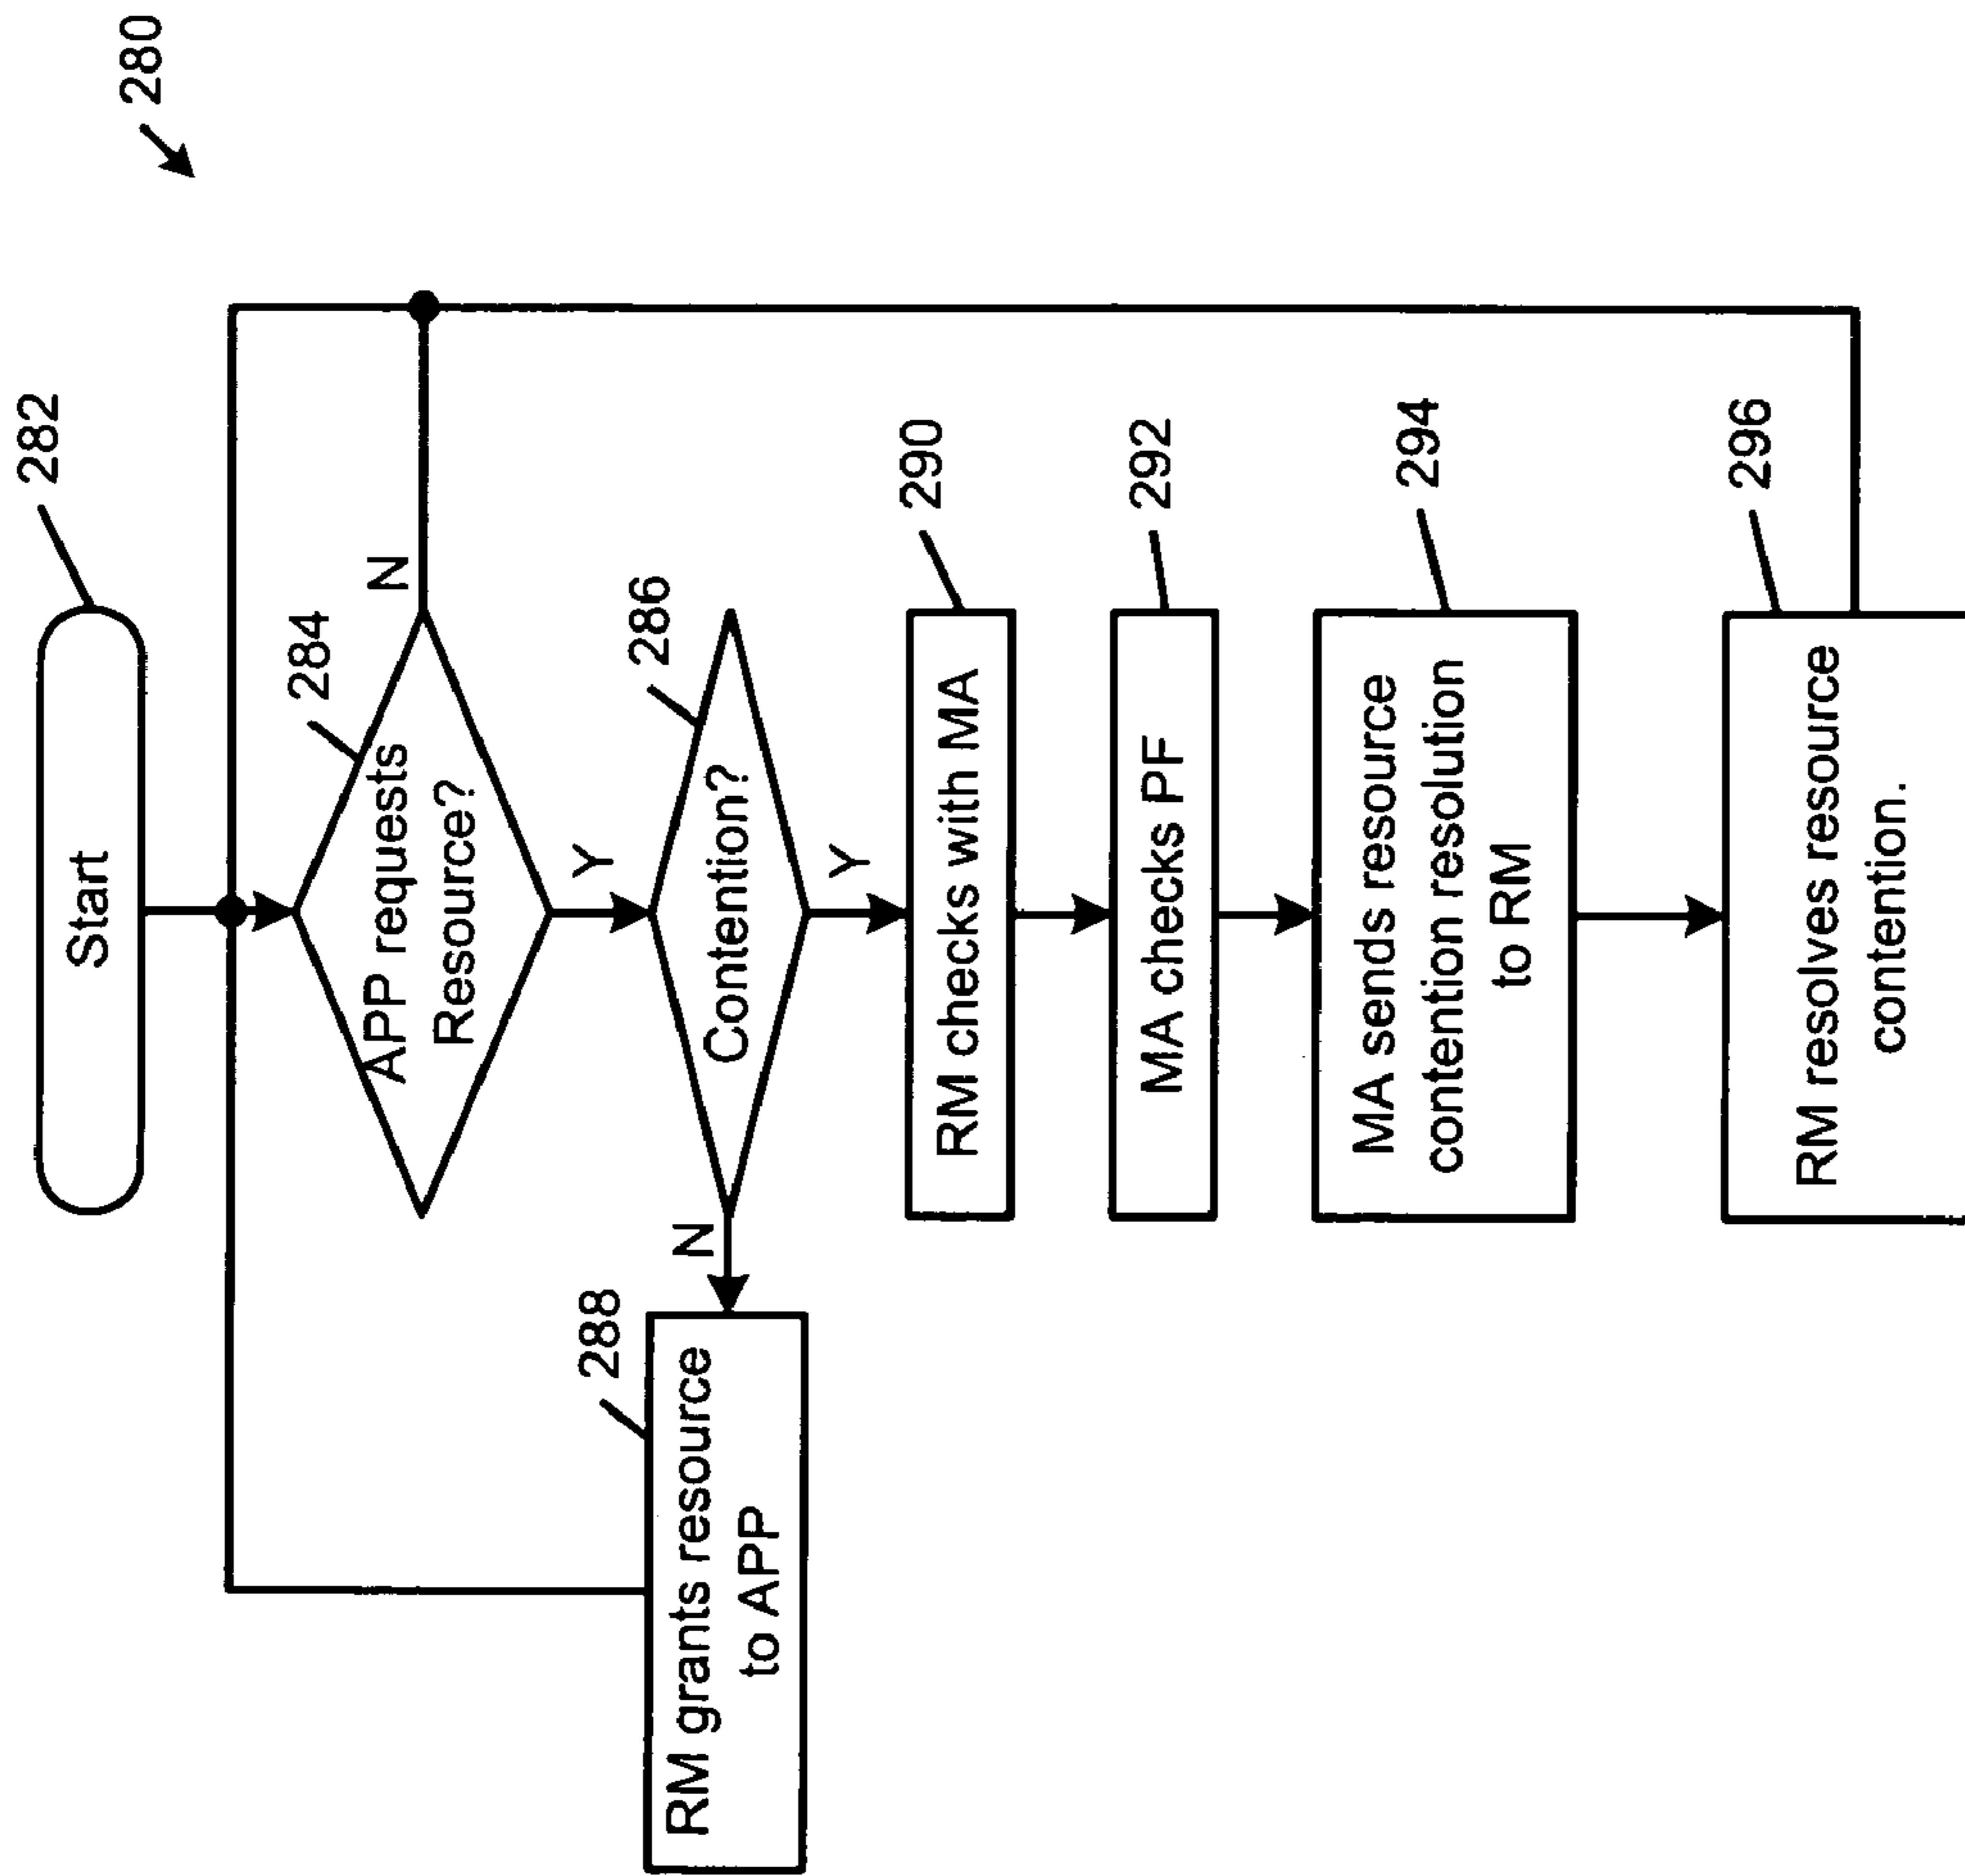 280
282
Start
284
APP requests
Resource?
N
Y
286
Contention?
N
Y
288
RM grants resource
to APP
290
RM checks with MA
292
MA checks PF
294
MA sends resource
contention resolution
to RM
296
RM resolves resource
contention.